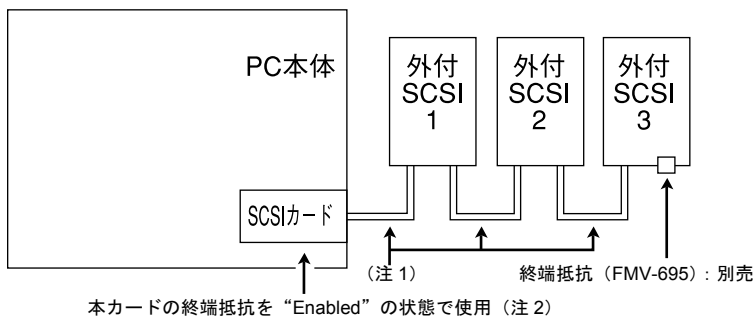 PC本体
外付
SCSI
1
外付
SCSI
2
外付
SCSI
3
SCSIカード
（注 1）
終端抵抗（FMV-695）: 別売
本カードの終端抵抗を“Enabled”の状態で使用（注 2）